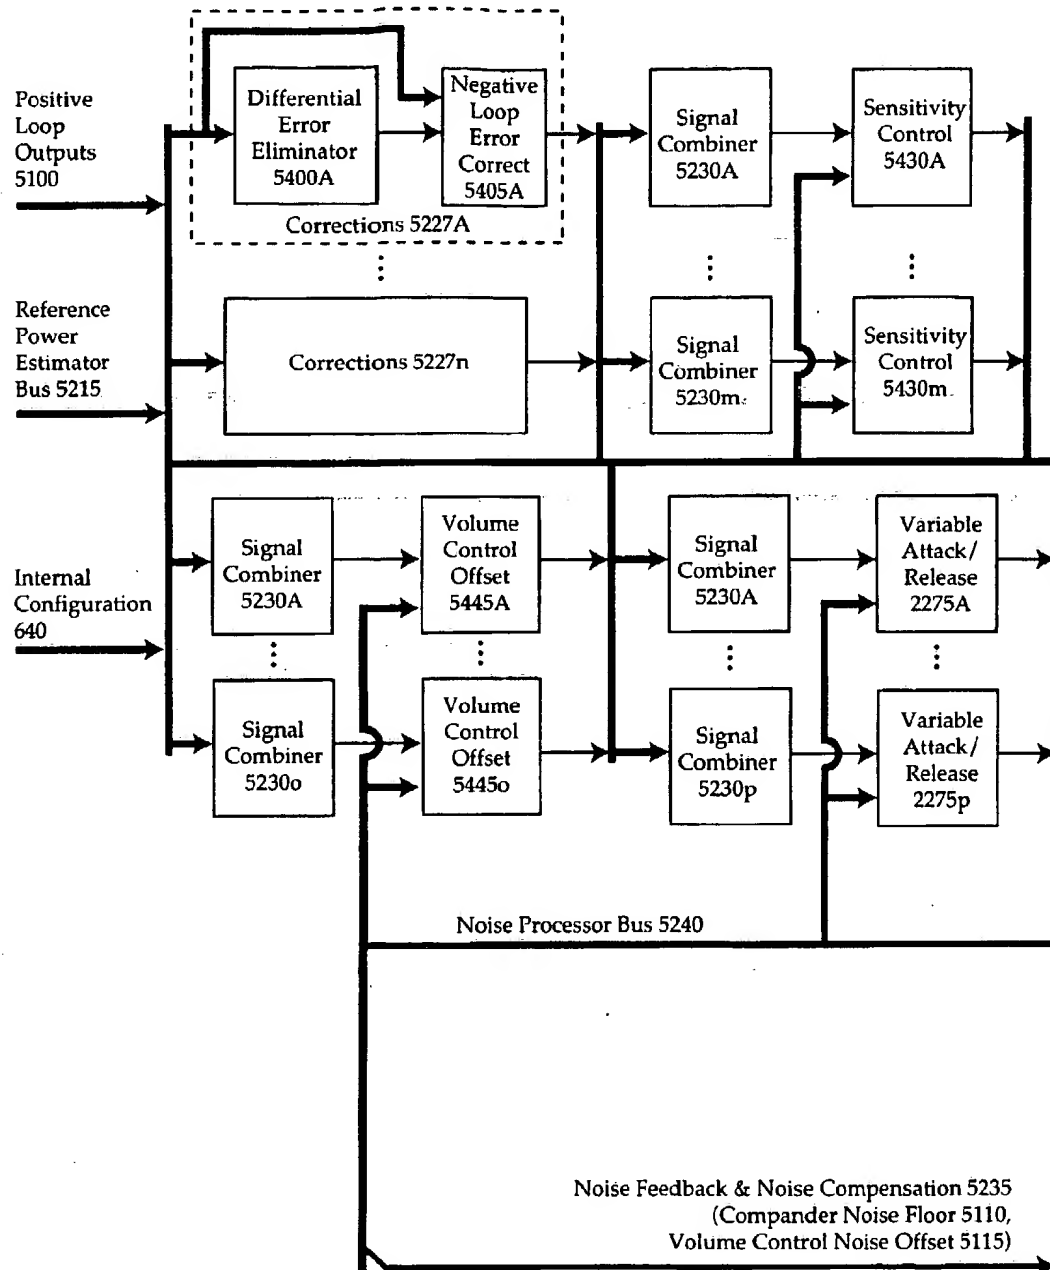 Positive
Loop
Outputs
5100
Differential
Error
Eliminator
5400A
Negative
Loop
Error
Correct
5405A
Corrections 5227A
Signal
Combiner
5230A
Sensitivity
Control
5430A
Reference
Power
Estimator
Bus 5215
Corrections 5227n
Signal
Combiner
5230m
Sensitivity
Control
5430m
Internal
Configuration
640
Signal
Combiner
5230A
Volume
Control
Offset
5445A
Signal
Combiner
5230A
Variable
Attack/
Release
2275A
Signal
Combiner
5230o
Volume
Control
Offset
5445o
Signal
Combiner
5230p
Variable
Attack/
Release
2275p
Noise Processor Bus 5240
Noise Feedback & Noise Compensation 5235
(Compander Noise Floor 5110,
Volume Control Noise Offset 5115)